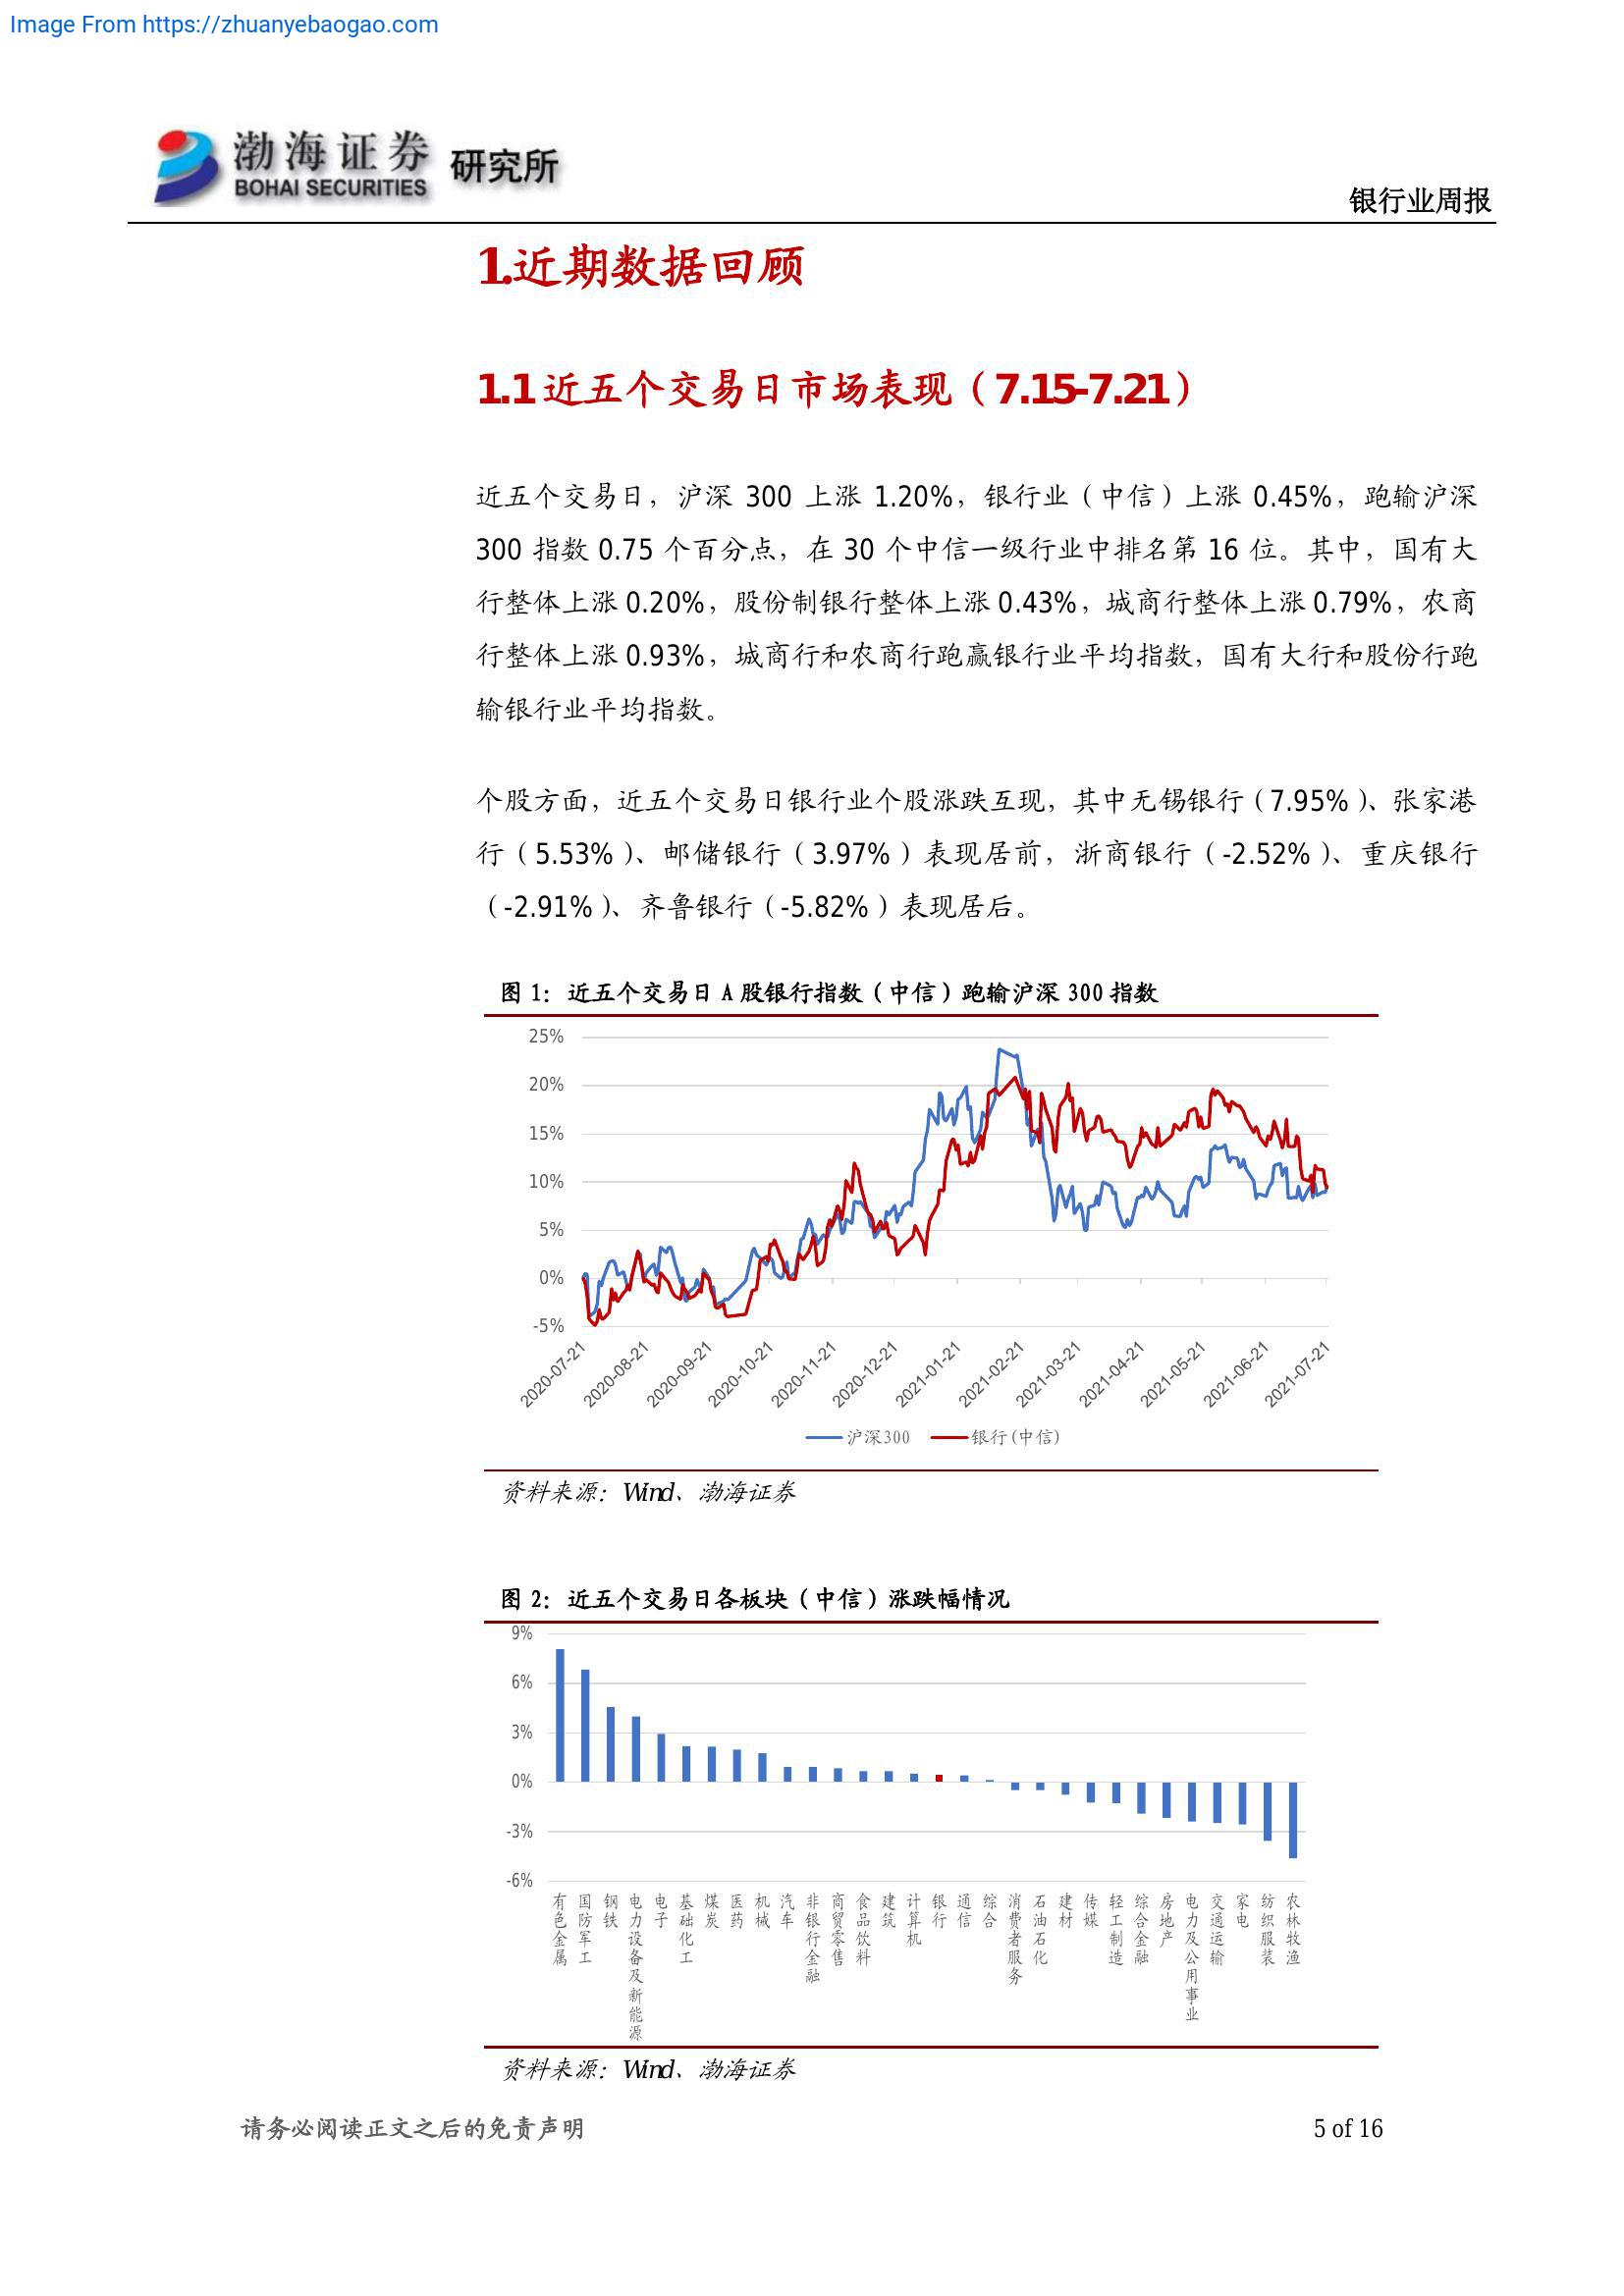 Image From https://zhuanyebaogao.com
渤海证券 研究所
BOHAI SECURITIES
银行业周报
1.近期数据回顾
1.1 近五个交易日市场表现（7.15-7.21）
近五个交易日，沪深 300 上涨 1.20%，银行业（中信）上涨 0.45%，跑输沪深
300 指数 0.75 个百分点，在 30 个中信一级行业中排名第 16 位。其中，国有大
行整体上涨 0.20%，股份制银行整体上涨 0.43%，城商行整体上涨 0.79%，农商
行整体上涨 0.93%，城商行和农商行跑赢银行业平均指数，国有大行和股份行跑
输银行业平均指数。
个股方面，近五个交易日银行业个股涨跌互现，其中无锡银行（7.95%）、张家港
行（5.53%）、邮储银行（3.97%）表现居前，浙商银行（-2.52%）、重庆银行
（-2.91%）、齐鲁银行（-5.82%）表现居后。
图 1：近五个交易日 A 股银行指数（中信）跑输沪深 300 指数
25%
20%
15%
10%
5%
0%
-5%
2020-07-21
2020-08-21
2020-09-21
2020-10-21
2020-11-21
2020-12-21
2021-01-21
2021-02-21
2021-03-21
2021-04-21
2021-05-21
2021-06-21
2021-07-21
沪深300 银行(中信)
资料来源：Wind、渤海证券
图 2：近五个交易日各板块（中信）涨跌幅情况
9%
6%
3%
0%
-3%
-6%
有色金属
国防军工
钢铁
电力设备及新能源
电子
基础化工
煤炭
医药
机械
汽车
非银行金融
商贸零售
食品饮料
建筑
计算机
银行
通信
综合
消费者服务
石油石化
建材
传媒
轻工制造
综合金融
房地产
电力及公用事业
交通运输
家电
纺织服装
农林牧渔
资料来源：Wind、渤海证券
请务必阅读正文之后的免责声明
5 of 16